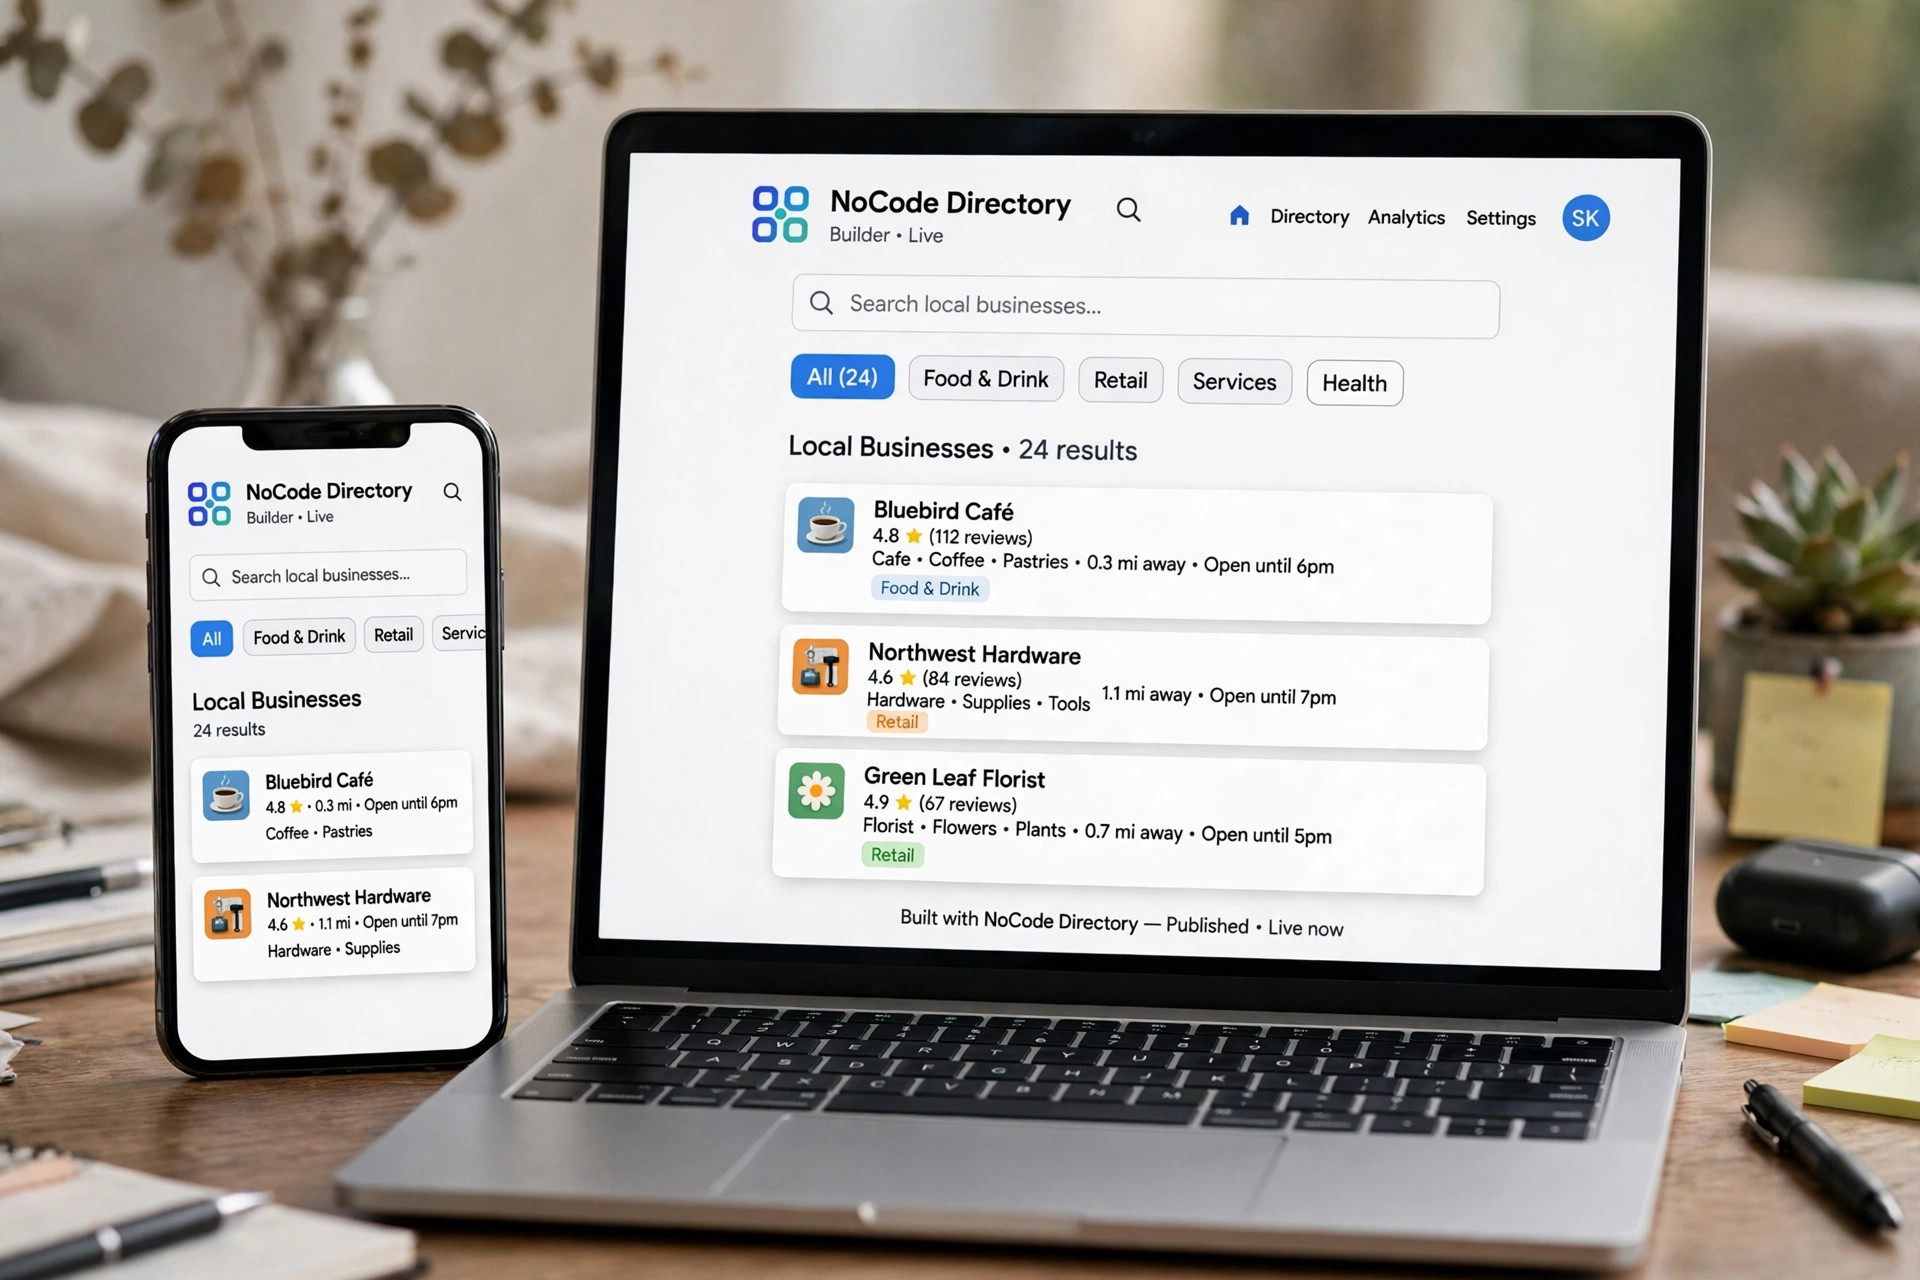 NoCode Directory
Builder • Live
Search local businesses...
All
Food & Drink
Retail
Servic
Local Businesses
24 results
Bluebird Café
4.8 ⭐ • 0.3 mi • Open until 6pm
Coffee • Pastries
Northwest Hardware
4.6 ⭐ • 1.1 mi • Open until 7pm
Hardware • Supplies
NoCode Directory
Builder • Live
Directory
Analytics
Settings
SK
Search local businesses...
All (24)
Food & Drink
Retail
Services
Health
Local Businesses • 24 results
Bluebird Café
4.8 ⭐ (112 reviews)
Cafe • Coffee • Pastries • 0.3 mi away • Open until 6pm
Food & Drink
Northwest Hardware
4.6 ⭐ (84 reviews)
Hardware • Supplies • Tools 1.1 mi away • Open until 7pm
Retail
Green Leaf Florist
4.9 ⭐ (67 reviews)
Florist • Flowers • Plants • 0.7 mi away • Open until 5pm
Retail
Built with NoCode Directory — Published • Live now